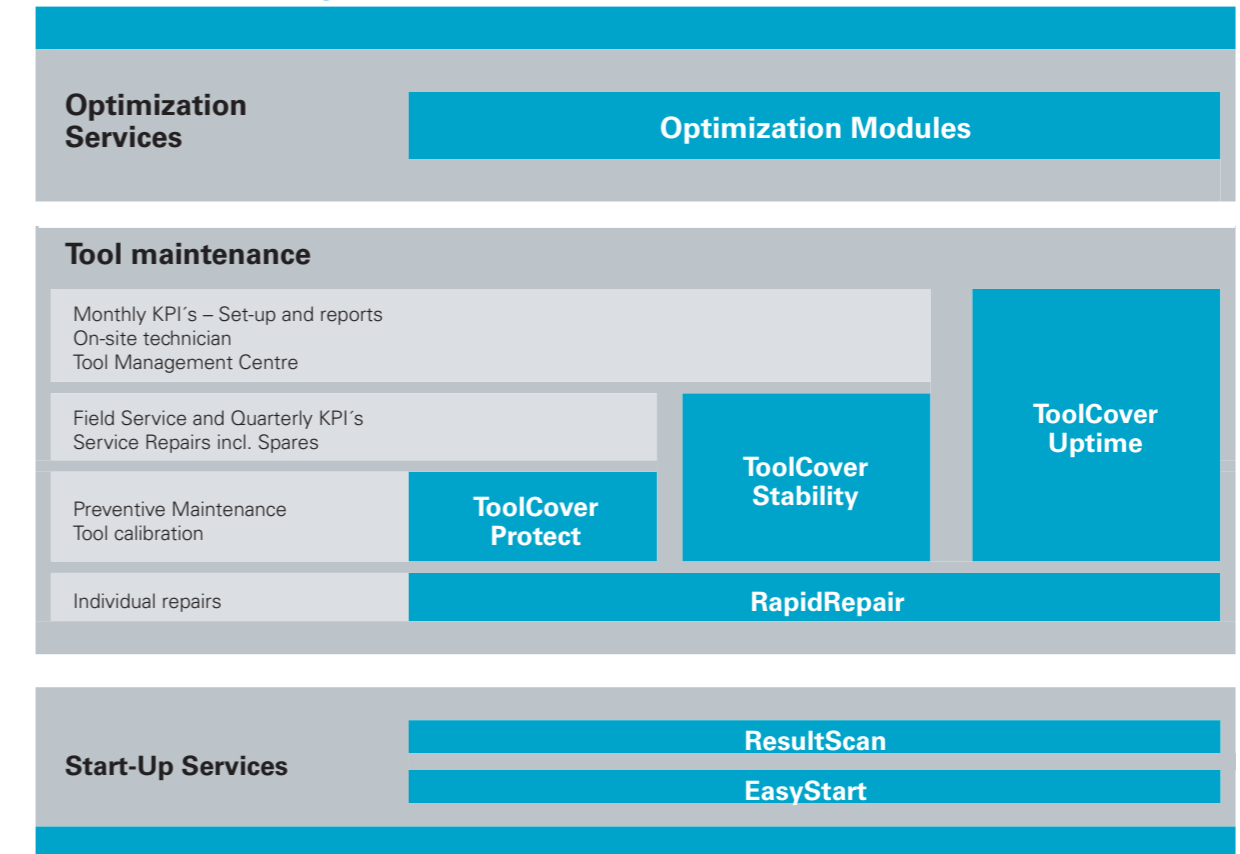 Optimization
Services
Optimization Modules
Tool maintenance
Monthly KPI´s – Set-up and reports
On-site technician
Tool Management Centre
Field Service and Quarterly KPI´s
Service Repairs incl. Spares
Preventive Maintenance
Tool calibration
ToolCover
Protect
ToolCover
Stability
ToolCover
Uptime
Individual repairs
RapidRepair
Start-Up Services
ResultScan
EasyStart